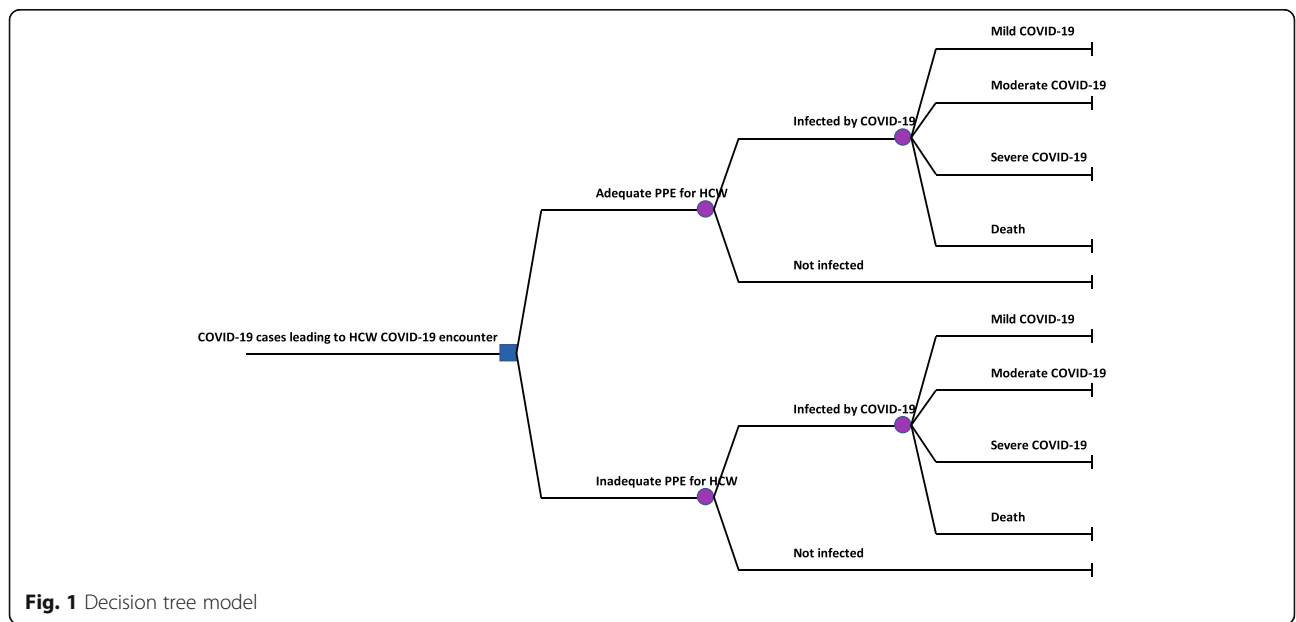 Mild COVID-19
Moderate COVID-19
Infected by COVID-19
Severe COVID-19
Adequate PPE for HCW
Death
Not infected
Mild COVID-19
COVID-19 cases leading to HCW COVID-19 encounter
Moderate COVID-19
Infected by COVID-19
Severe COVID-19
Inadequate PPE for HCW
Death
Not infected
Fig. 1 Decision tree model